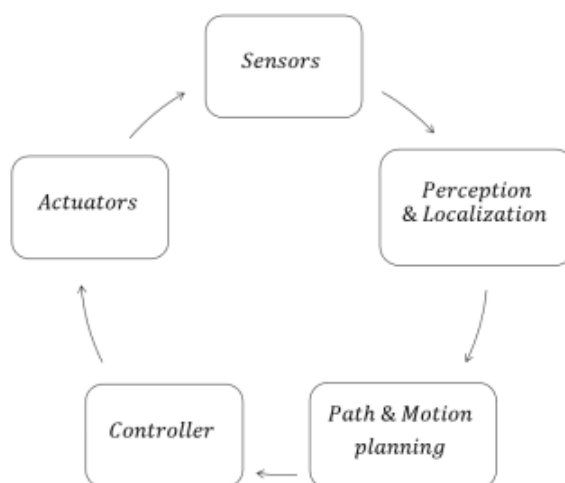 Sensors
Perception
& Localization
Path & Motion
planning
Controller
Actuators